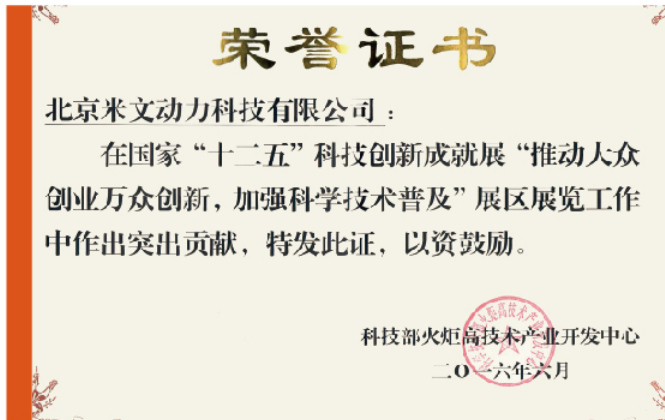 荣誉证书
北京米文动力科技有限公司：
在国家“十二五”科技创新成就展“推动大众
创业万众创新，加强科学技术普及”展区展览工作
中作出突出贡献，特发此证，以资鼓励。
科技部火炬高技术产业开发中心
二〇一六年六月